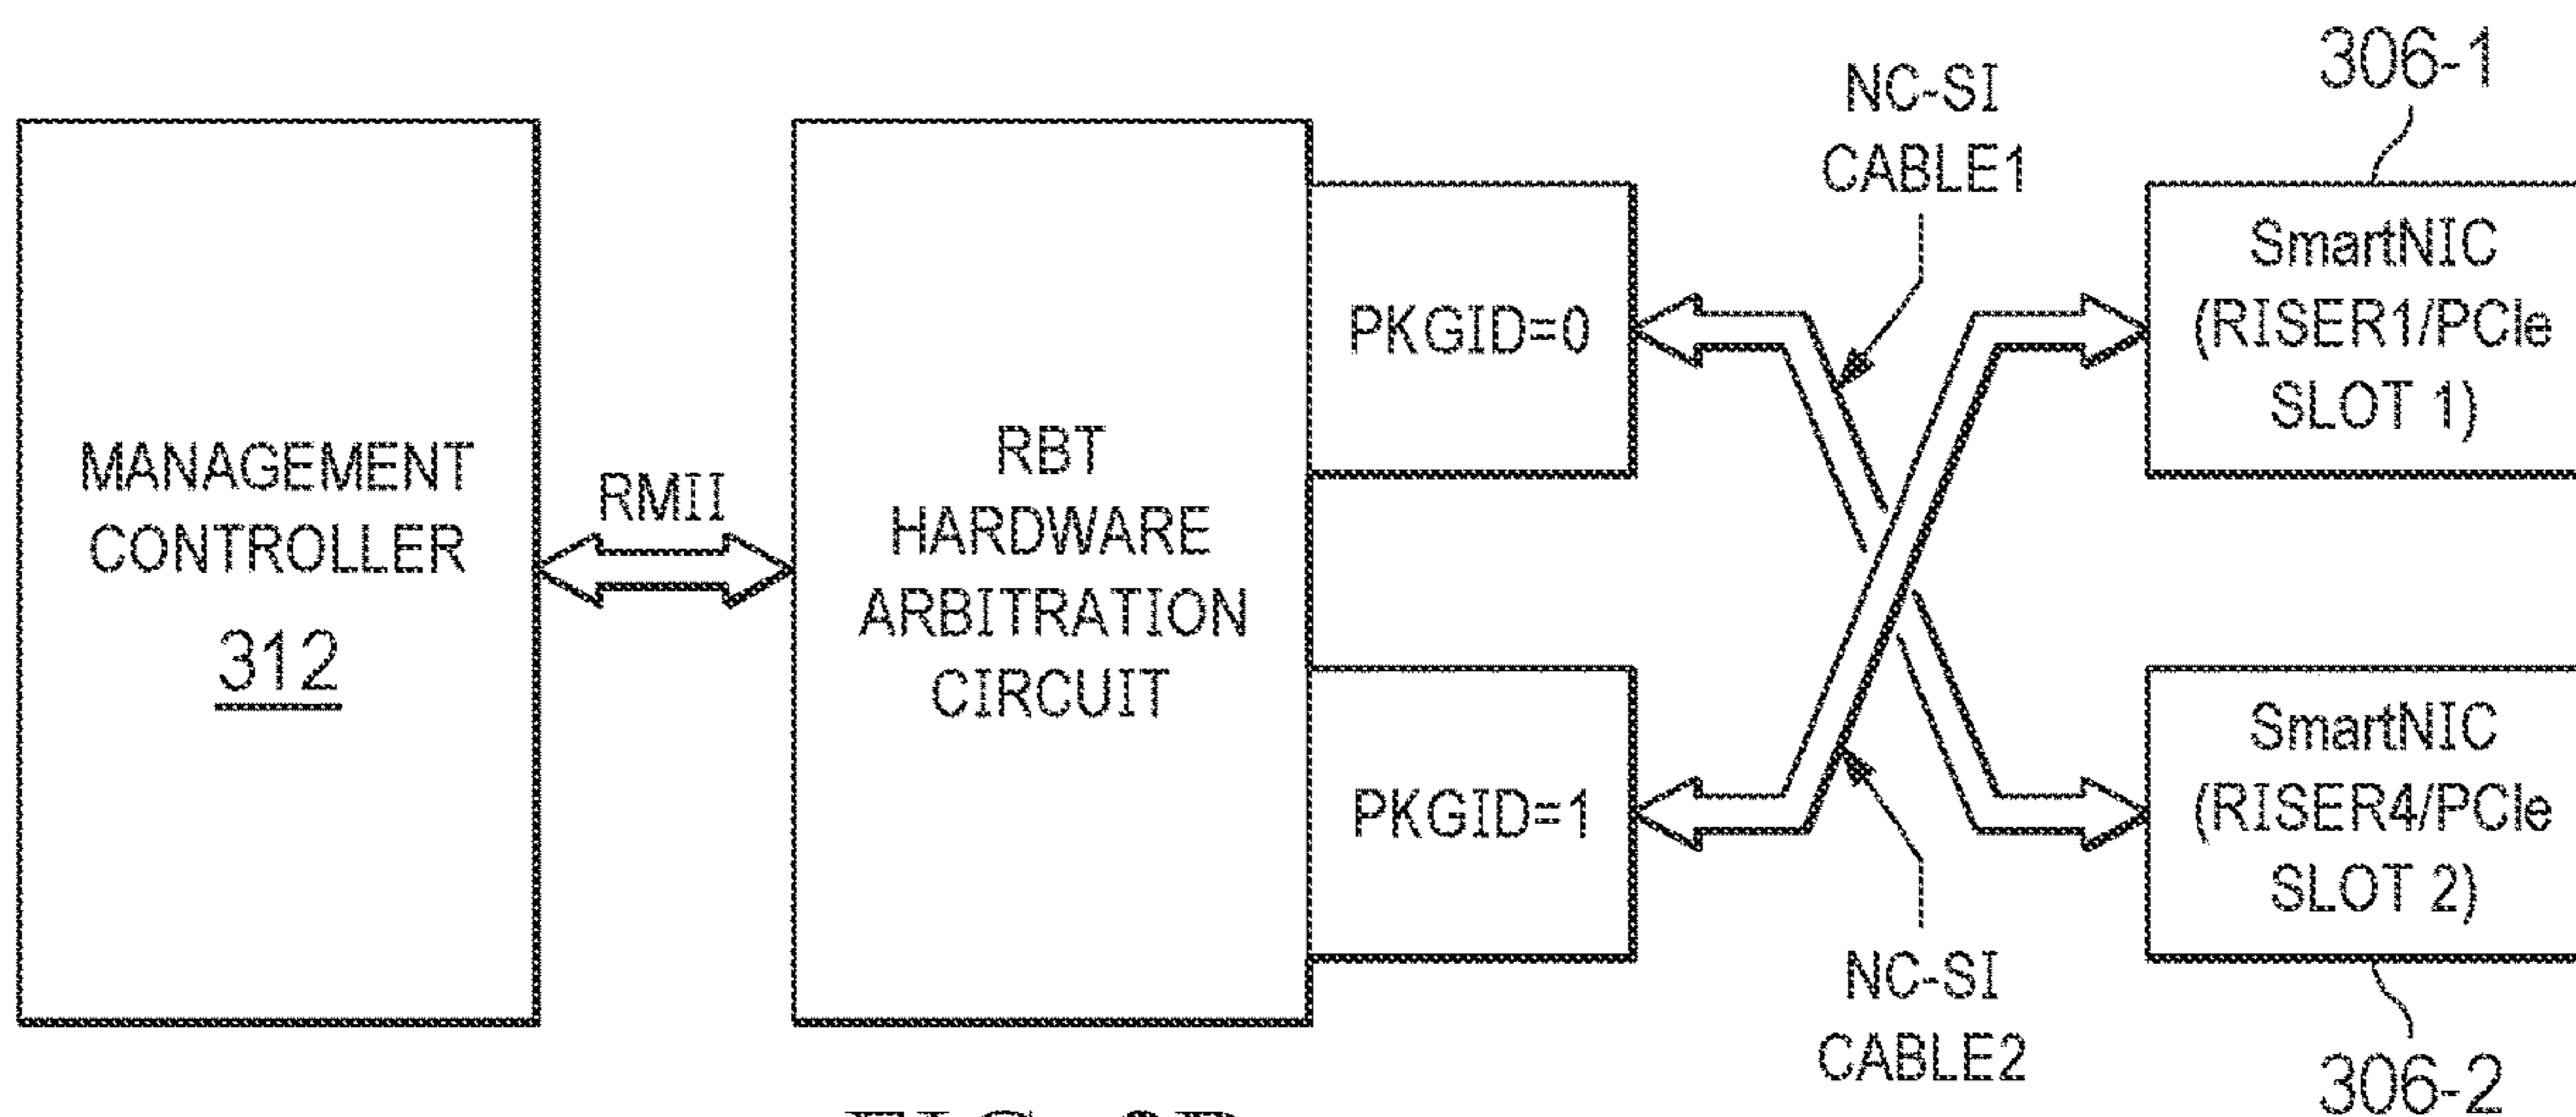 MANAGEMENT
CONTROLLER
312
RMII
RBT
HARDWARE
ARBITRATION
CIRCUIT
PKGID=0
PKGID=1
NC-SI
CABLE1
NC-SI
CABLE2
306-1
SmartNIC
(RISER1/PCIe
SLOT 1)
SmartNIC
(RISER4/PCIe
SLOT 2)
306-2